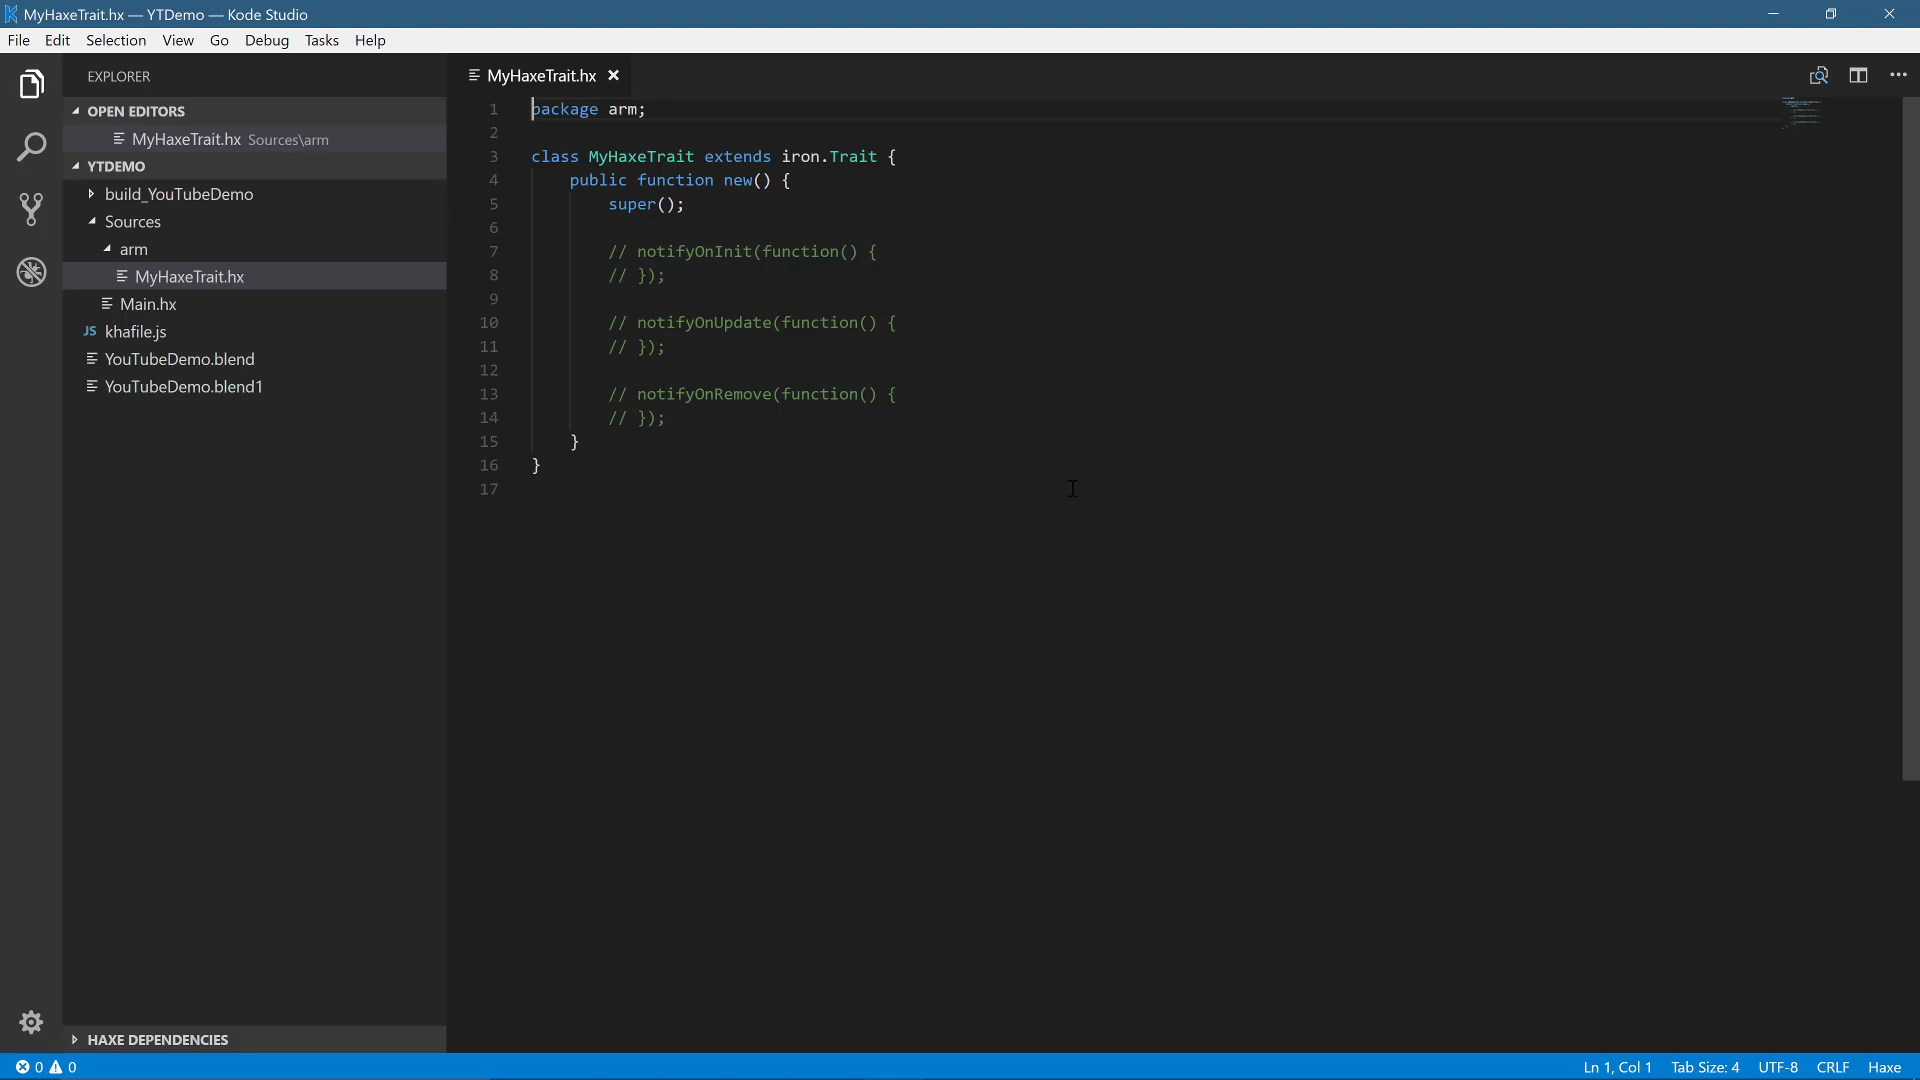 MyHaxeTrait.hx — YTDemo — Kode Studio
File Edit Selection View Go Debug Tasks Help
EXPLORER
OPEN EDITORS
MyHaxeTrait.hx Sources\arm
YTDEMO
build_YouTubeDemo
Sources
arm
MyHaxeTrait.hx
Main.hx
JS khafile.js
YouTubeDemo.blend
YouTubeDemo.blend1
HAXE DEPENDENCIES
MyHaxeTrait.hx
1 package arm;
2
3 class MyHaxeTrait extends iron.Trait {
4 public function new() {
5 super();
6
7 // notifyOnInit(function() {
8 // });
9
10 // notifyOnUpdate(function() {
11 // });
12
13 // notifyOnRemove(function() {
14 // });
15 }
16 }
17
0 0 Ln 1, Col 1 Tab Size: 4 UTF-8 CRLF Haxe